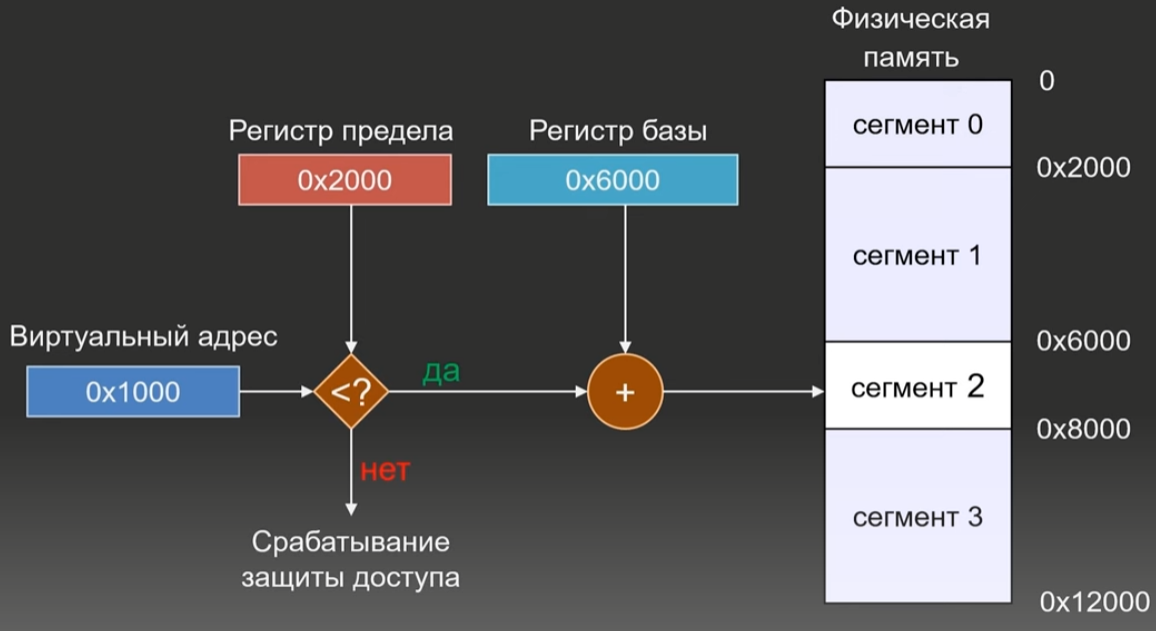 Физическая
память
0
сегмент 0
Регистр предела
Регистр базы
0x2000
0x2000
0x6000
сегмент 1
Виртуальный адрес
0x6000
0x1000
<?
да
+
сегмент 2
0x8000
нет
сегмент 3
Срабатывание
защиты доступа
0x12000